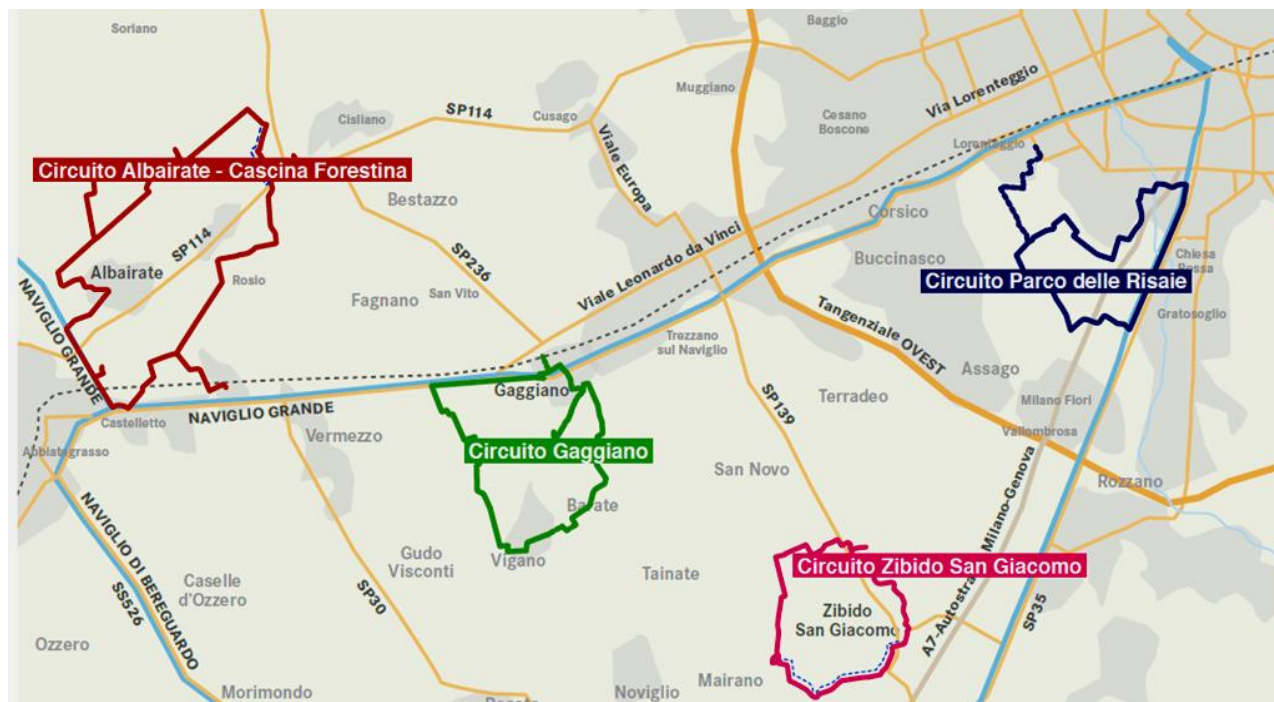 Soriano
Baggio
Muggiano
SP114
Cusago
Cisliano
Cesano
Boscone
Via Lorenteggio
Lorenteggio
Viale Europa
Circuito Albairate - Cascina Forestina
Bestazzo
Corsico
SP114
SP236
Viale Leonardo da Vinci
Buccinasco
Chiesa
Rossa
Albairate
Rosio
Circuito Parco delle Risaie
San Vito
Fagnano
NAVIGLIO GRANDE
Tangenziale OVEST
Gratosoglio
Trezzano
sul Naviglio
Assago
Gaggiano
SP139
Terradeo
Milano Fiori
NAVIGLIO GRANDE
Castelletto
Vermezzo
Vallombrosa
Abbiategrasso
Circuito Gaggiano
San Novo
Rozzano
Barate
NAVIGLIO DI BEREGUARDO
SS526
Gudo
Visconti
Vigano
Circuito Zibido San Giacomo
Tainate
Caselle
d'Ozzero
SP30
A7-Autostra
Milano-Genova
SP35
Zibido
San Giacomo
Ozzero
Mairano
Morimondo
Noviglio